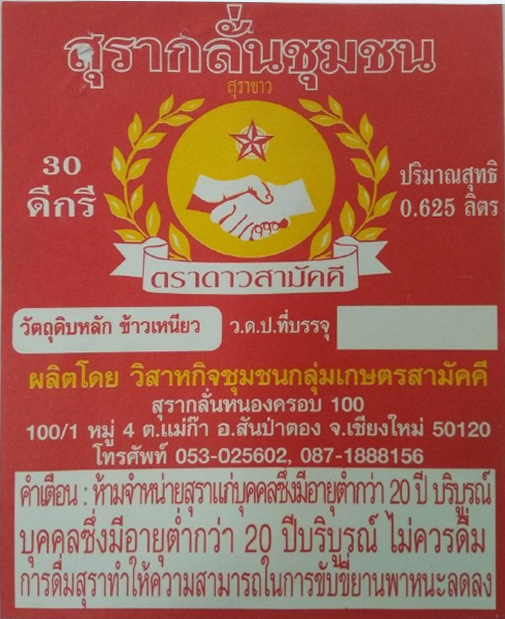 สุรากลั่นชุมชน
สุราขาว
30
ดีกรี
ปริมาณสุทธิ
0.625 ลิตร
ตราดาวสามัคคี
วัตถุดิบหลัก ข้าวเหนียว
ว.ด.ป.ที่บรรจุ
ผลิตโดย วิสาหกิจชุมชนกลุ่มเกษตรสามัคคี
สุรากลั่นหนองครอบ 100
100/1 หมู่ 4 ต.แม่ก๊า อ.สันป่าตอง จ.เชียงใหม่ 50120
โทรศัพท์ 053-025602, 087-1888156
คำเตือน : ห้ามจำหน่ายสุราแก่บุคคลซึ่งมีอายุต่ำกว่า 20 ปี บริบูรณ์
บุคคลซึ่งมีอายุต่ำกว่า 20 ปีบริบูรณ์ ไม่ควรดื่ม
การดื่มสุราทำให้ความสามารถในการขับขี่ยานพาหนะลดลง